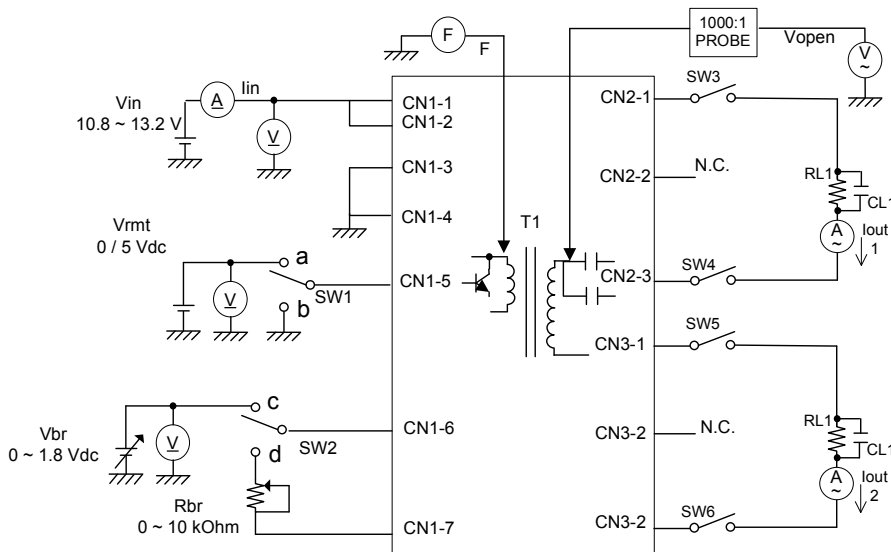 1000:1
PROBE
F
F
Vopen
V
~
SW3
Vin
10.8 ~ 13.2 V
A
Iin
V
CN1-1
CN1-2
CN2-1
CN1-3
CN2-2
N.C.
RL1
CL1
CN1-4
Vrmt
0 / 5 Vdc
T1
A
~
Iout
1
a
V
SW1
b
CN1-5
CN2-3
SW4
CN3-1
SW5
c
Vbr
0 ~ 1.8 Vdc
V
SW2
d
CN1-6
CN3-2
N.C.
RL1
CL1
A
~
Iout
2
Rbr
0 ~ 10 kOhm
CN1-7
CN3-2
SW6